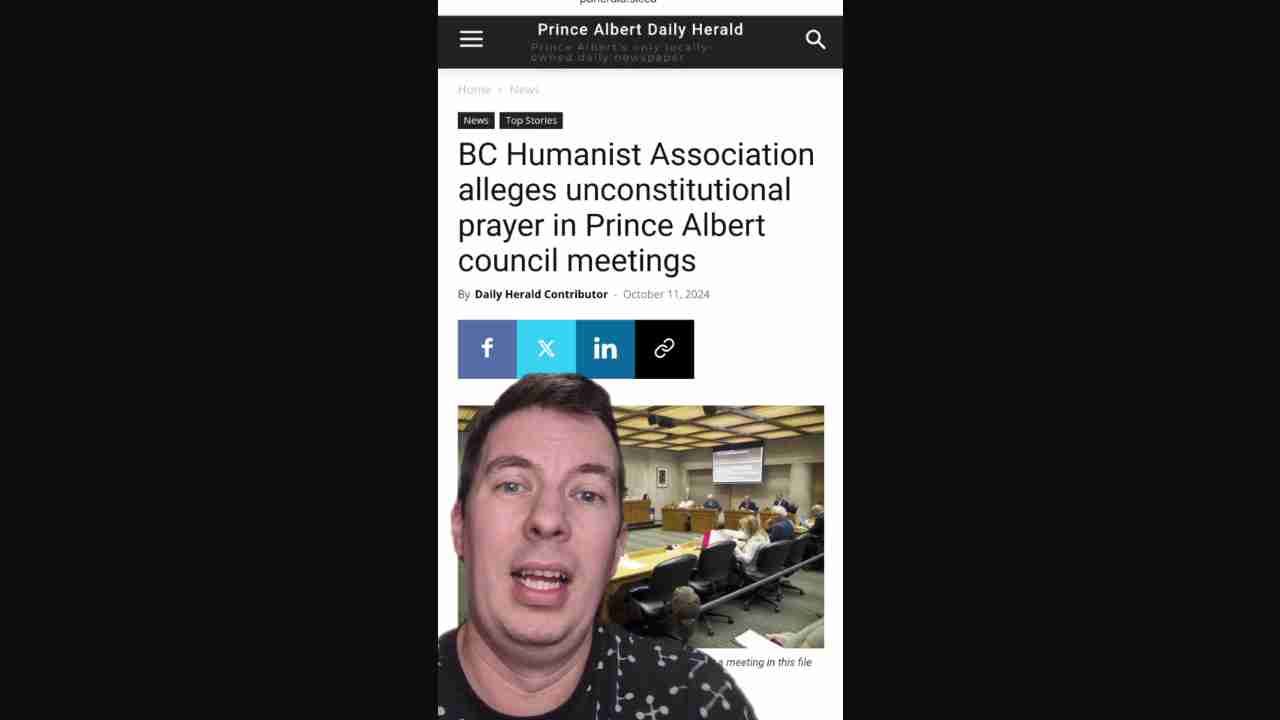 Prince Albert Daily Herald
Prince Albert's only locally-
owned daily newspaper
Home › News
News Top Stories
BC Humanist Association
alleges unconstitutional
prayer in Prince Albert
council meetings
By Daily Herald Contributor - October 11, 2024
f X in
a meeting in this file